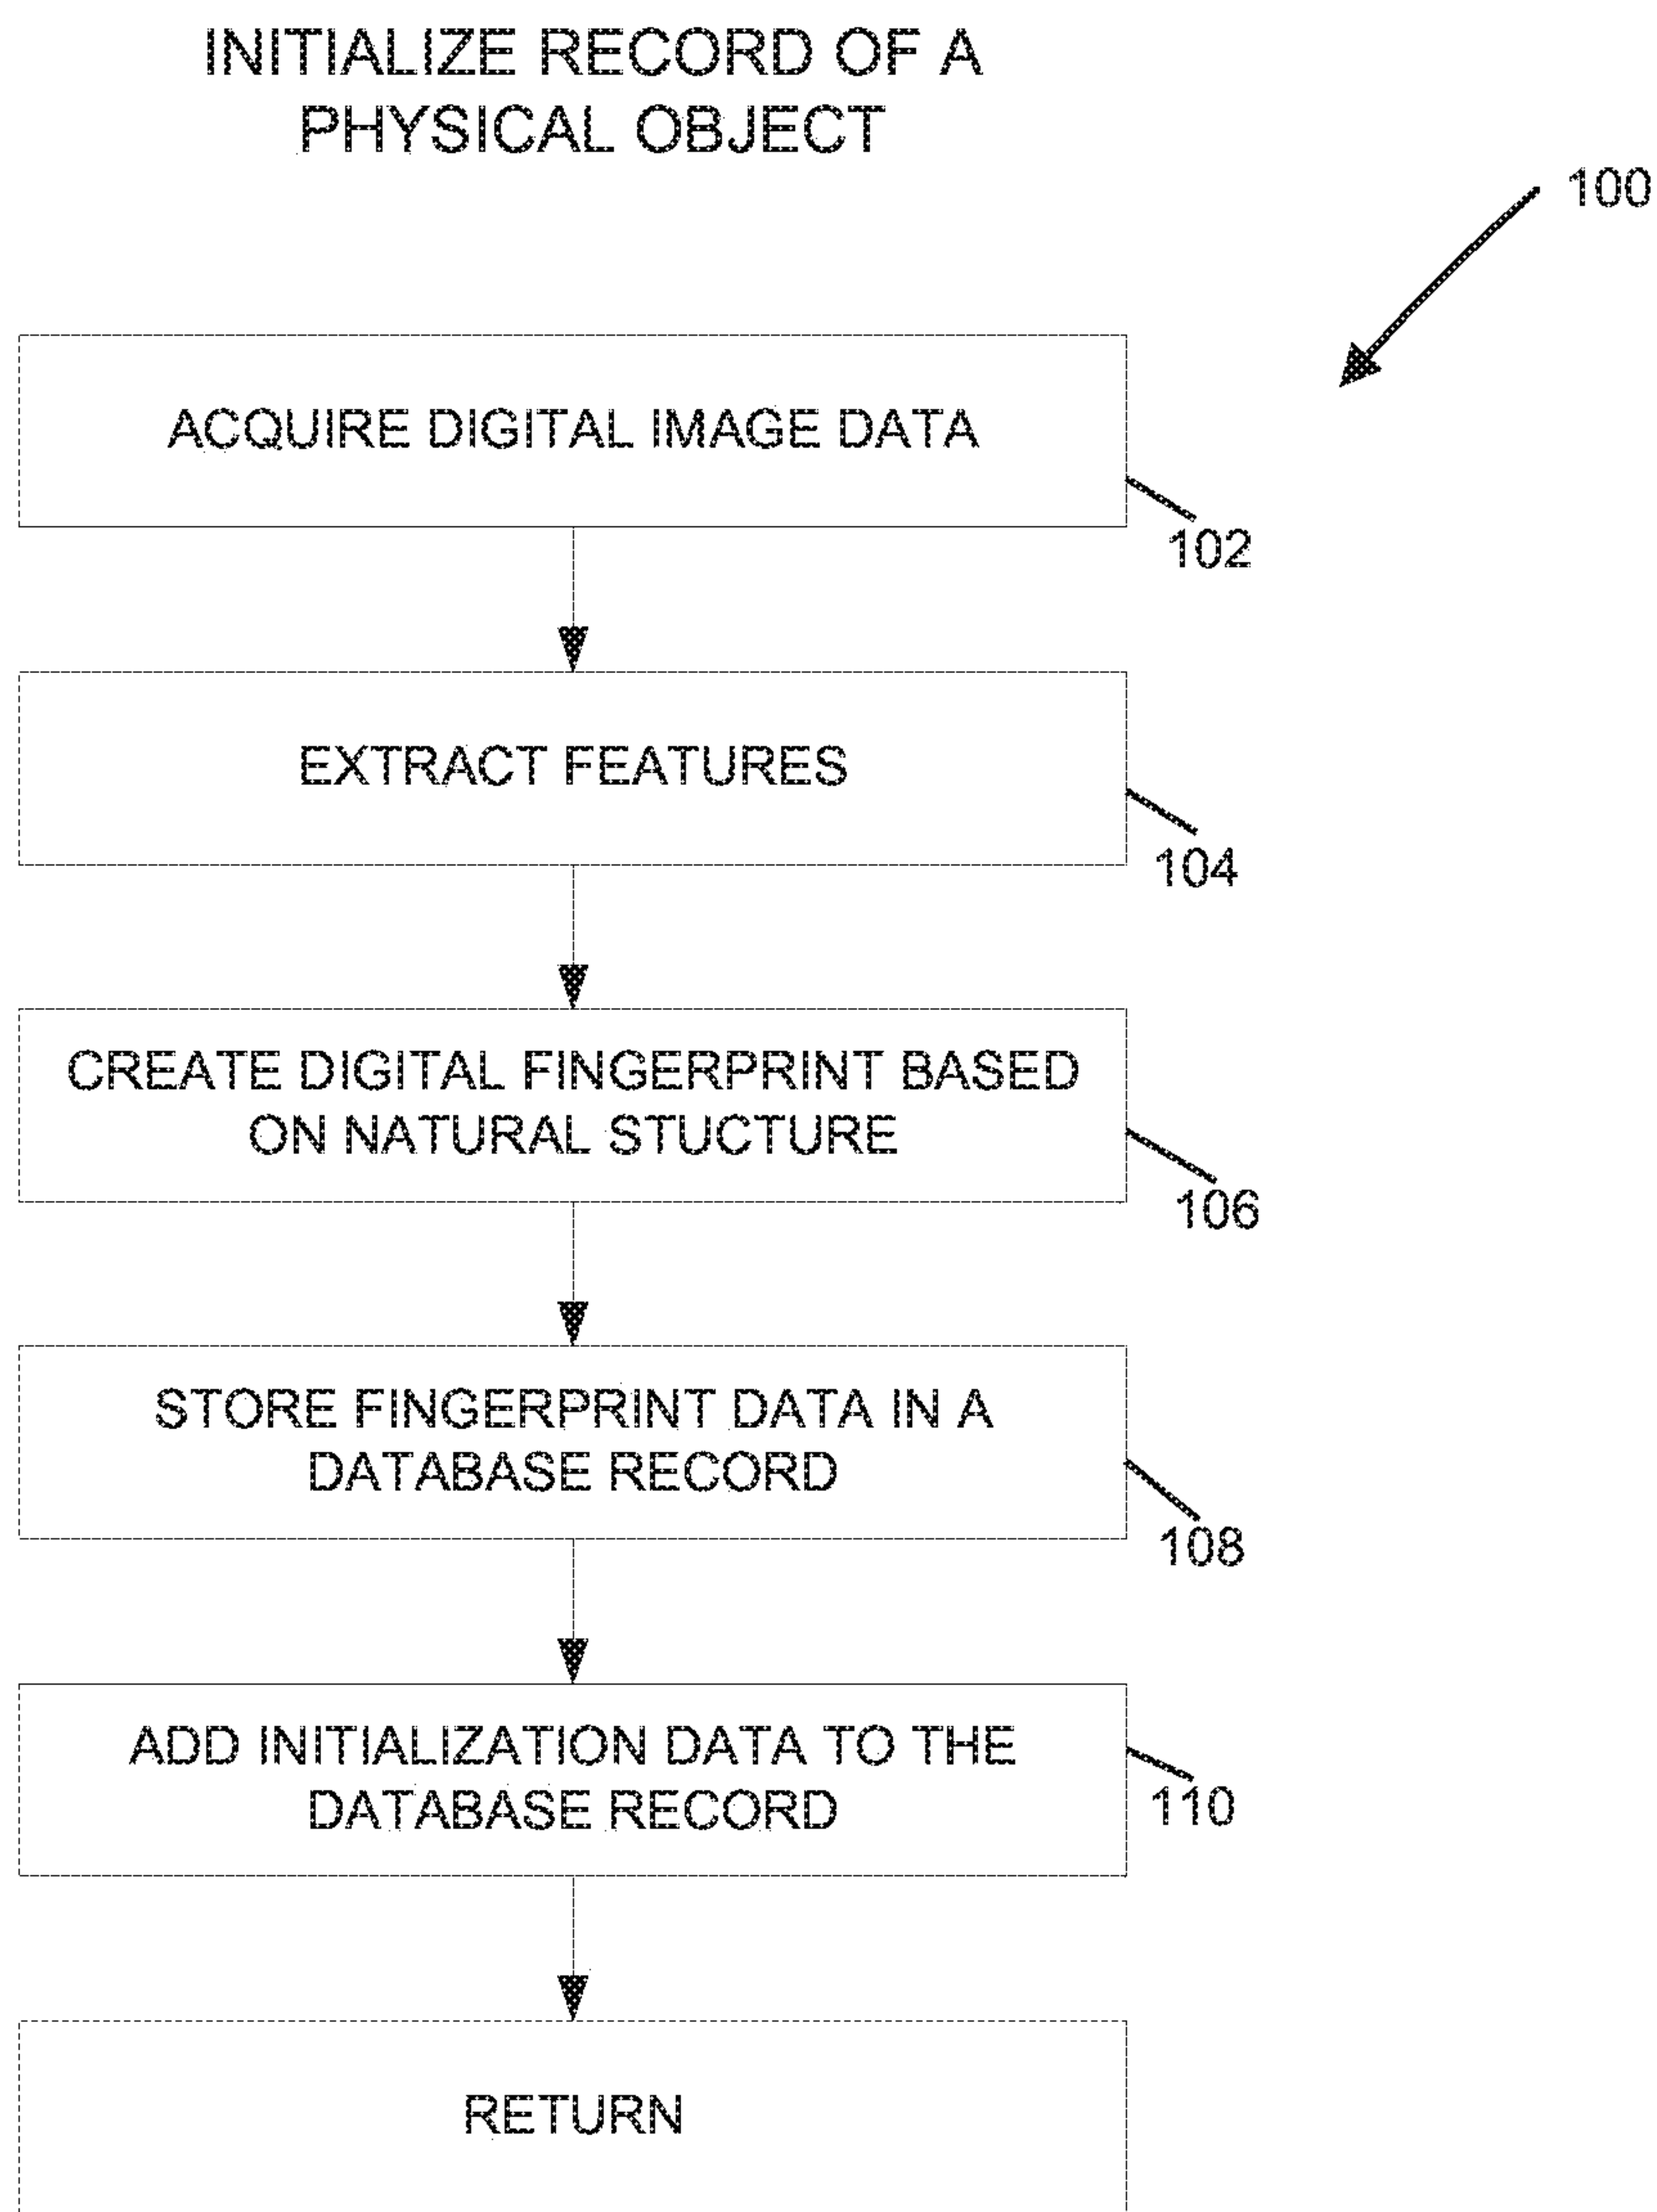 INITIALIZE RECORD OF A
PHYSICAL OBJECT
100
ACQUIRE DIGITAL IMAGE DATA
102
EXTRACT FEATURES
104
CREATE DIGITAL FINGERPRINT BASED
ON NATURAL STUCTURE
106
STORE FINGERPRINT DATA IN A
DATABASE RECORD
108
ADD INITIALIZATION DATA TO THE
DATABASE RECORD
110
RETURN